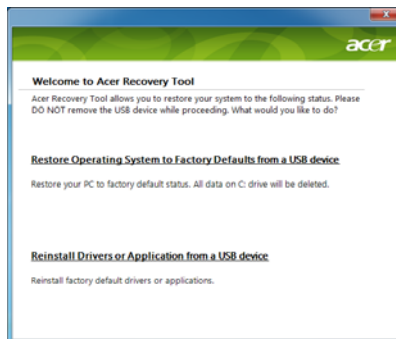 acer
Welcome to Acer Recovery Tool
Acer Recovery Tool allows you to restore your system to the following status. Please
DO NOT remove the USB device while proceeding. What would you like to do?
Restore Operating System to Factory Defaults from a USB device
Restore your PC to factory default status. All data on C: drive will be deleted.
Reinstall Drivers or Application from a USB device
Reinstall factory default drivers or applications.